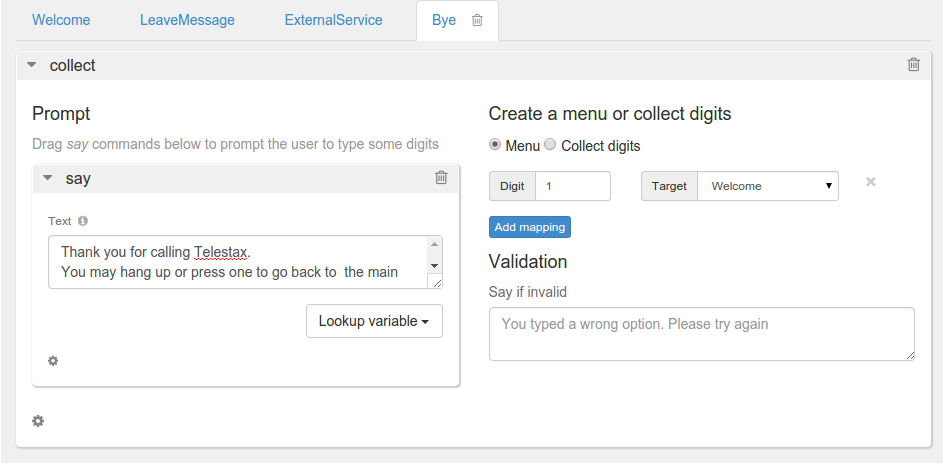 Welcome LeaveMessage ExternalService Bye
collect
Prompt
Drag say commands below to prompt the user to type some digits
say
Text
Thank you for calling Telestax.
You may hang up or press one to go back to  the main
Lookup variable
Create a menu or collect digits
Menu Collect digits
Digit 1 Target Welcome
Add mapping
Validation
Say if invalid
You typed a wrong option. Please try again